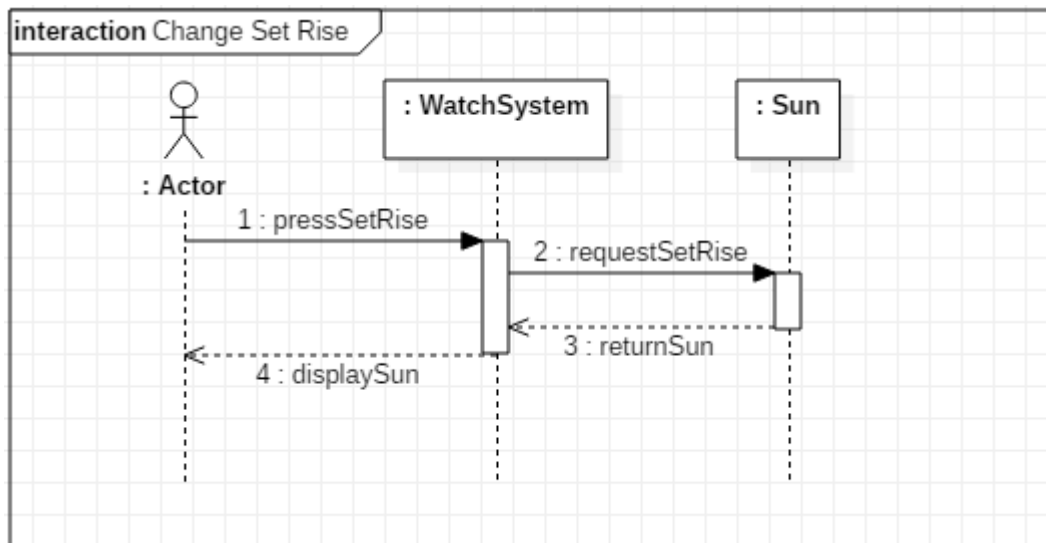 interaction Change Set Rise
: WatchSystem
: Sun
: Actor
1 : pressSetRise
2 : requestSetRise
3 : returnSun
4 : displaySun